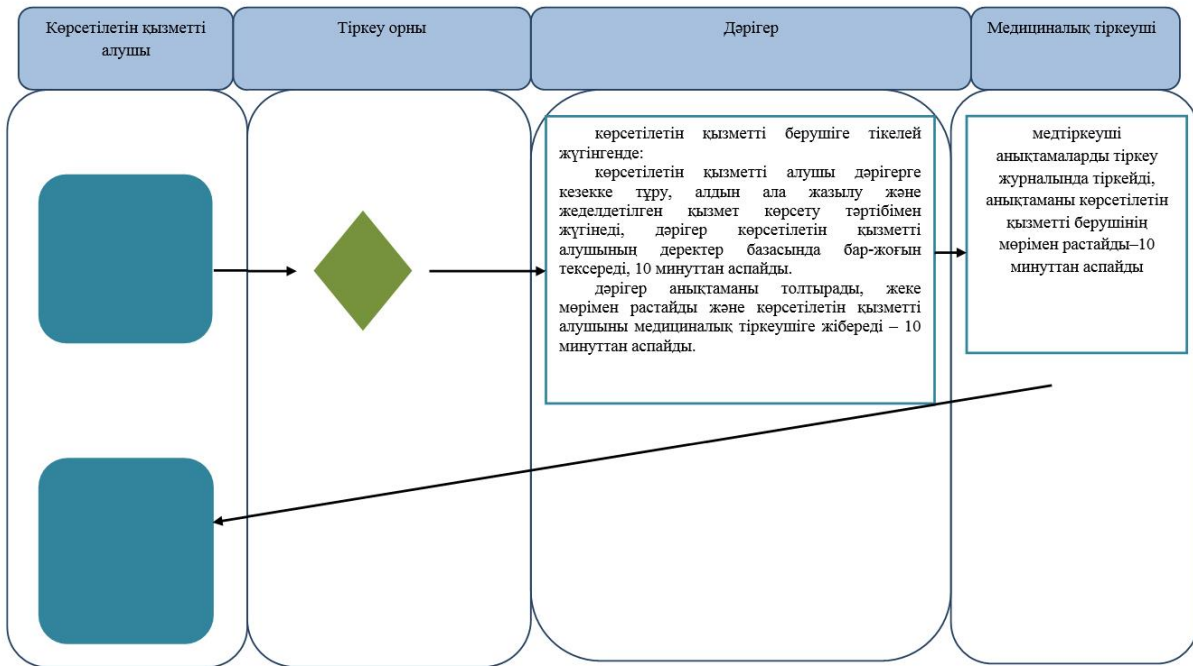 Көрсетілетін қызметті
алушы
Тіркеу орны
Дәрігер
Медициналық тіркеуші
көрсетілетін қызметті берушіге тікелей
жүгінгенде:
көрсетілетін қызметті алушы дәрігерге
кезекке тұру, алдын ала жазылу және
жеделдетілген қызмет көрсету тәртібімен
жүгінеді, дәрігер көрсетілетін қызметті
алушының деректер базасында бар-жоғын
тексереді, 10 минуттан аспайды.
дәрігер анықтаманы толтырады, жеке
мөрімен растайды және көрсетілетін қызметті
алушыны медициналық тіркеушіге жібереді – 10
минуттан аспайды.
медтіркеуші
анықтамаларды тіркеу
журналында тіркейді,
анықтаманы көрсетілетін
қызметті берушінің
мөрімен растайды–10
минуттан аспайды